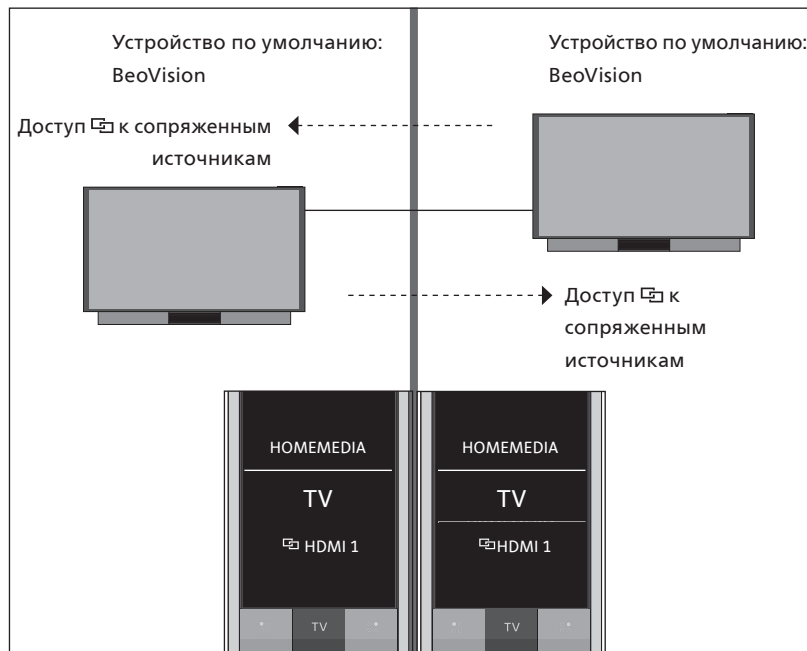 Устройство по умолчанию:
BeoVision
Доступ к сопряженным
источникам
Устройство по умолчанию:
BeoVision
Доступ к
сопряженным
источникам
HOMEMEDIA
TV
HDMI 1
TV
HOMEMEDIA
TV
HDMI 1
TV